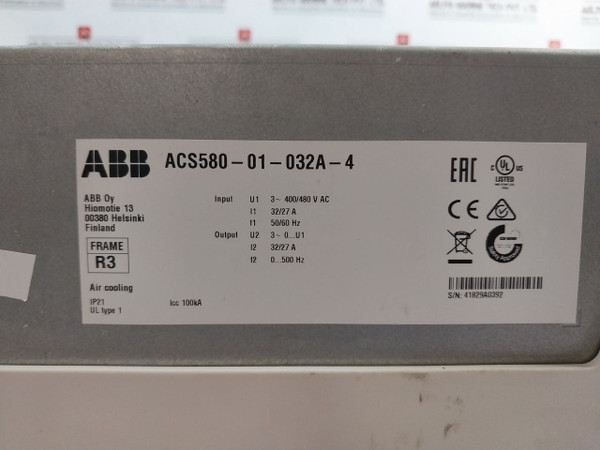 ABB ACS580-01-032A-4
ABB Oy
Hiomotie 13
00380 Helsinki
Finland
FRAME
R3
Air cooling
IP21
UL type 1
Icc 100kA
Input U1 3~ 400/480 V AC
I1 32/27 A
f1 50/60 Hz
Output U2 3~ 0...U1
I2 32/27 A
f2 0...500 Hz
EAC
C UL US
LISTED
CE
S/N: 41829A0392